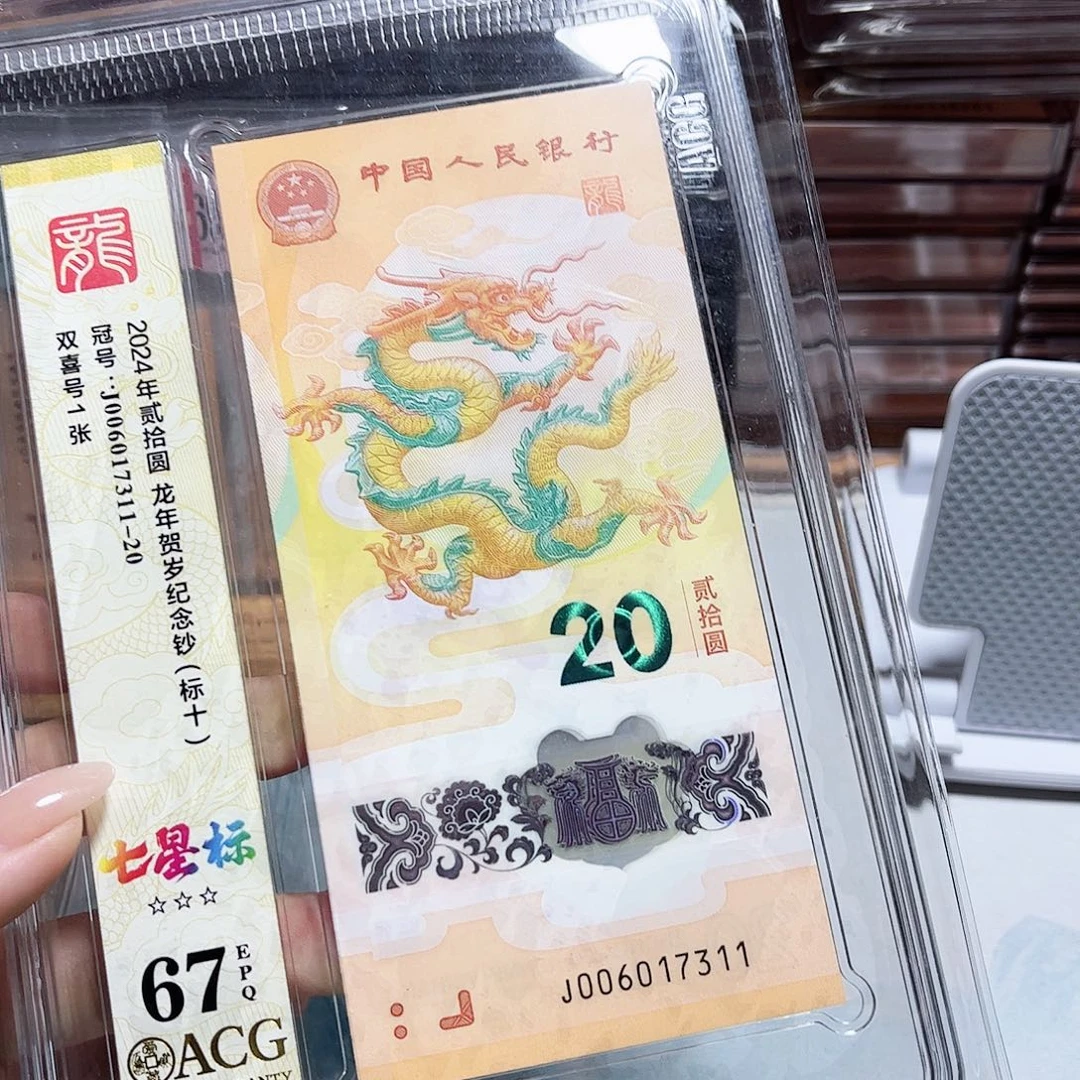 龍
2024年贰拾圆 龙年贺岁纪念钞(标十)
冠号:J006017311-20
双喜号1张
七星标
☆☆☆
67
EPQ
ACG
中国人民银行
龍
20
贰拾圆
福
J006017311
ACG